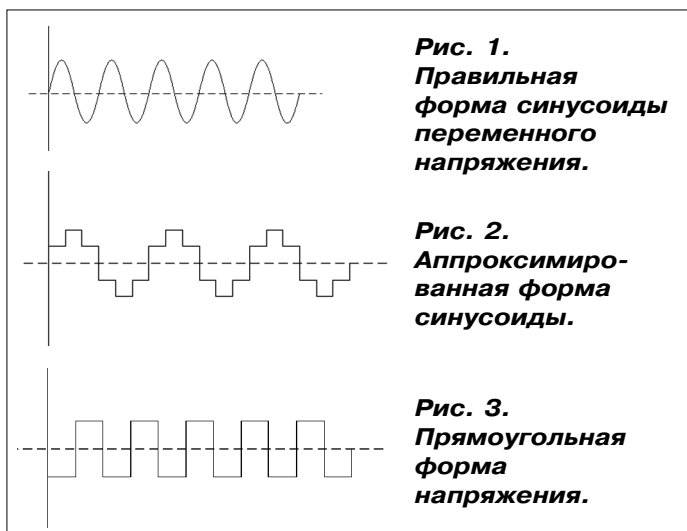 Рис. 1.
Правильная
форма синусоиды
переменного
напряжения.
Рис. 2.
Аппроксимиро-
ванная форма
синусоиды.
Рис. 3.
Прямоугольная
форма
напряжения.